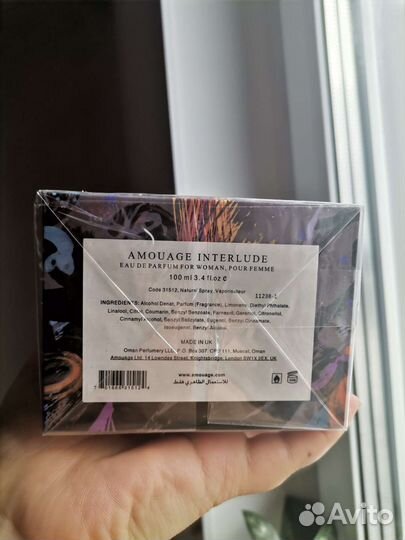 AMOUAGE INTERLUDE
EAU DE PARFUM FOR WOMAN, POUR FEMME
100 ml 3.4 fl.oz ℮
Code 31512, Natural Spray, Vaporisateur
11238-1
INGREDIENTS: Alcohol Denat, Parfum (Fragrance), Limonene, Diethyl Phthalate,
Linalool, Citral, Coumarin, Benzyl Benzoate, Farnesol, Geraniol, Citronellol,
Cinnamyl Alcohol, Benzyl Salicylate, Eugenol, Benzyl Cinnamate,
Isoeugenol, Benzyl Alcohol.
MADE IN UK
Oman Perfumery LLC, P.O. Box 307, CPO 111, Muscat, Oman
Amouage Ltd, 14 Lowndes Street, Knightsbridge, London SW1X 9EX, UK
www.amouage.com
للاستعمال الظاهري فقط
Avito